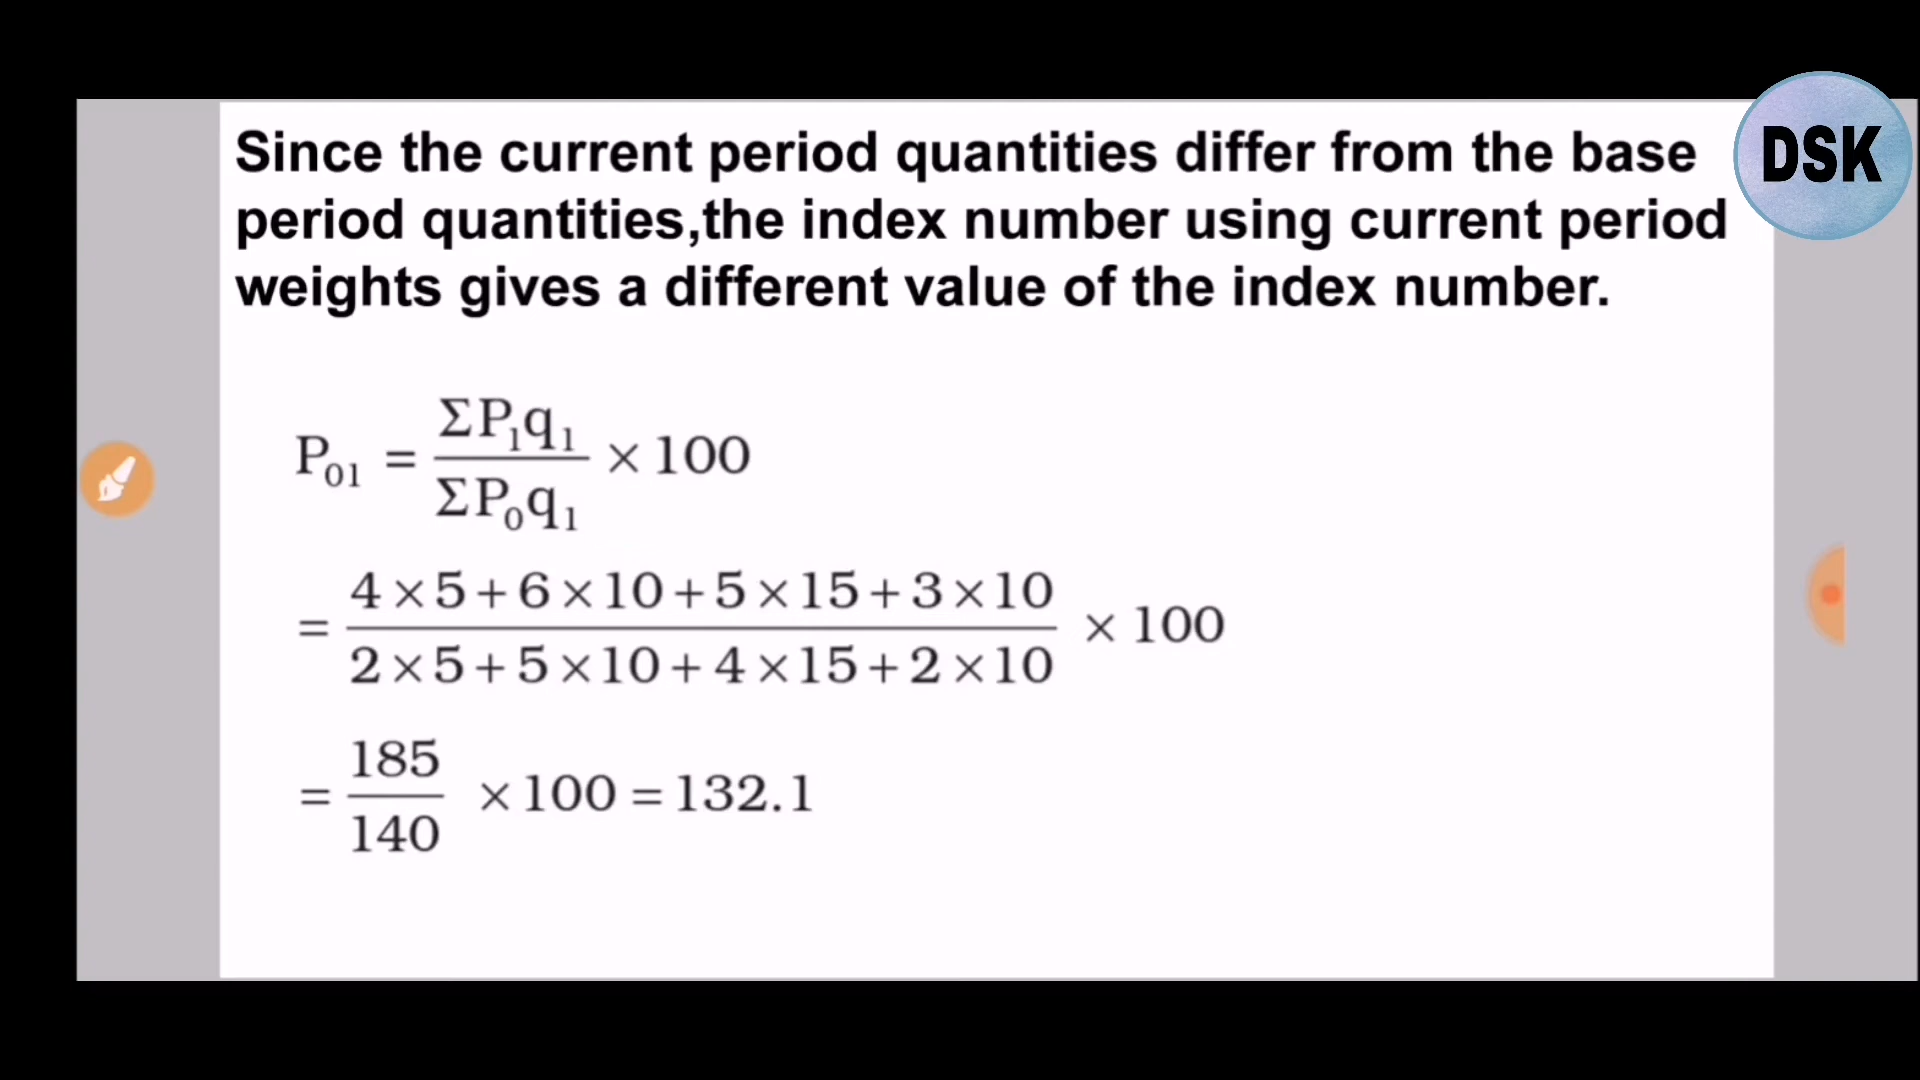 Since the current period quantities differ from the base
period quantities,the index number using current period
weights gives a different value of the index number.
DSK
P₀₁ = ΣP₁q₁ / ΣP₀q₁ × 100
= 4×5+6×10+5×15+3×10 / 2×5+5×10+4×15+2×10 × 100
= 185 / 140 ×100 = 132.1